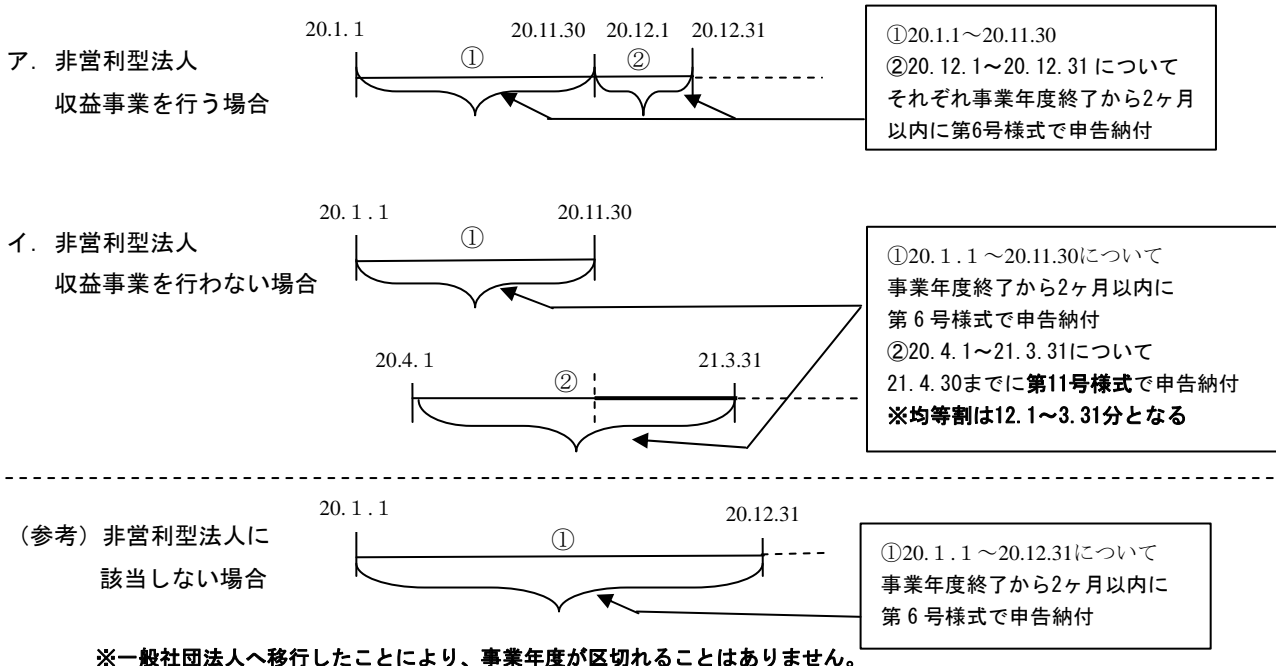 20.1. 1 20.11.30 20.12.1 20.12.31
ア．非営利型法人
収益事業を行う場合
① ②
①20.1.1～20.11.30
②20.12.1～20.12.31 について
それぞれ事業年度終了から2ヶ月
以内に第6号様式で申告納付
20. 1 . 1 20.11.30
イ．非営利型法人
収益事業を行わない場合
①
20.4. 1 21.3.31
②
①20. 1 . 1 ～20.11.30について
事業年度終了から2ヶ月以内に
第 6 号様式で申告納付
②20. 4. 1～21. 3. 31について
21. 4. 30までに第11号様式で申告納付
※均等割は12. 1～3. 31分となる
20. 1 . 1 20.12.31
（参考）非営利型法人に
該当しない場合
①
①20. 1 . 1 ～20.12.31について
事業年度終了から2ヶ月以内に
第 6 号様式で申告納付
※一般社団法人へ移行したことにより、事業年度が区切れることはありません。